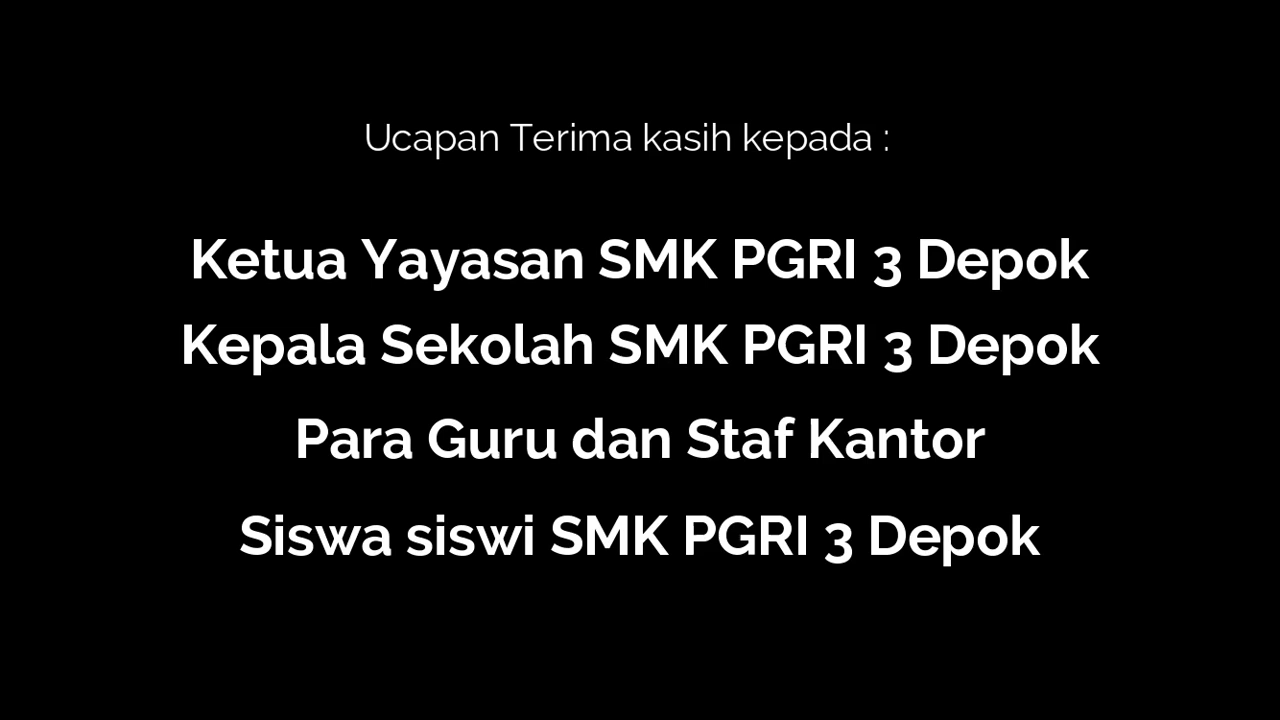 Ucapan Terima kasih kepada :
Ketua Yayasan SMK PGRI 3 Depok
Kepala Sekolah SMK PGRI 3 Depok
Para Guru dan Staf Kantor
Siswa siswi SMK PGRI 3 Depok